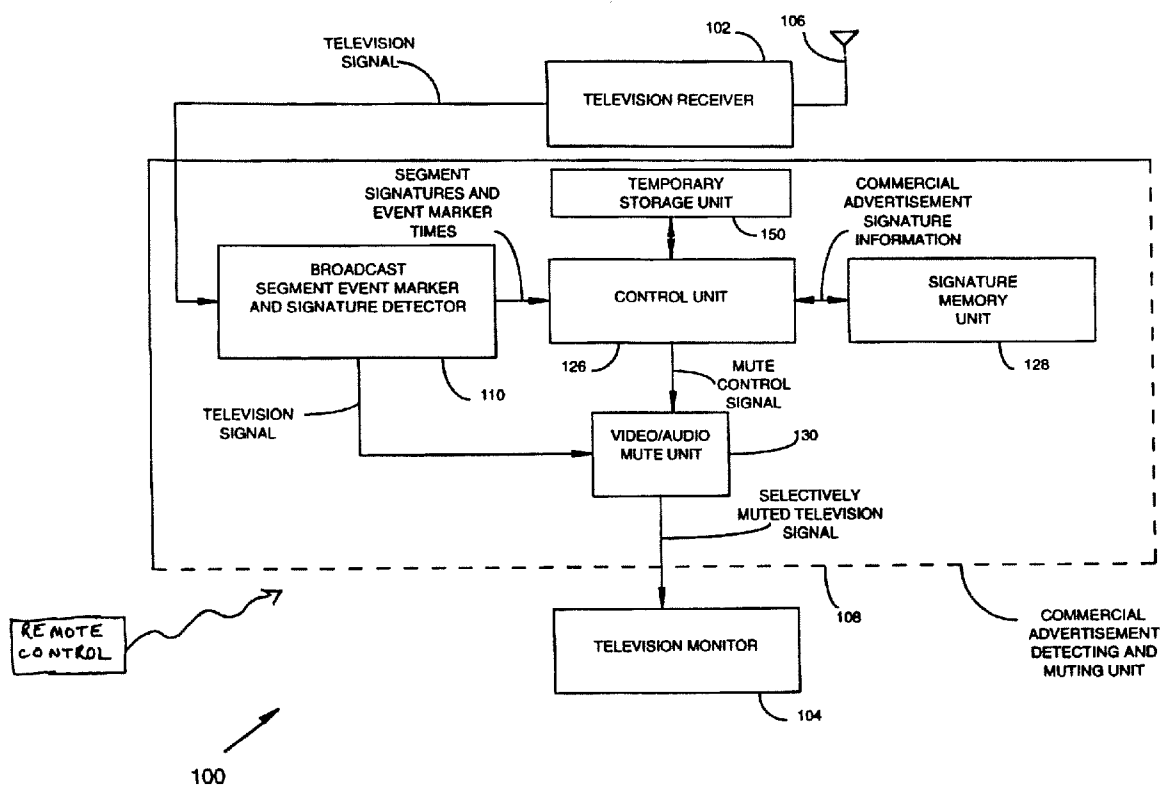 TELEVISION
SIGNAL
102
106
TELEVISION RECEIVER
SEGMENT
SIGNATURES AND
EVENT MARKER
TIMES
TEMPORARY
STORAGE UNIT
150
COMMERCIAL
ADVERTISEMENT
SIGNATURE
INFORMATION
BROADCAST
SEGMENT EVENT MARKER
AND SIGNATURE DETECTOR
110
CONTROL UNIT
126
SIGNATURE
MEMORY
UNIT
128
MUTE
CONTROL
SIGNAL
TELEVISION
SIGNAL
VIDEO/AUDIO
MUTE UNIT
130
SELECTIVELY
MUTED TELEVISION
SIGNAL
108
COMMERCIAL
ADVERTISEMENT
DETECTING AND
MUTING UNIT
REMOTE
CONTROL
TELEVISION MONITOR
104
100